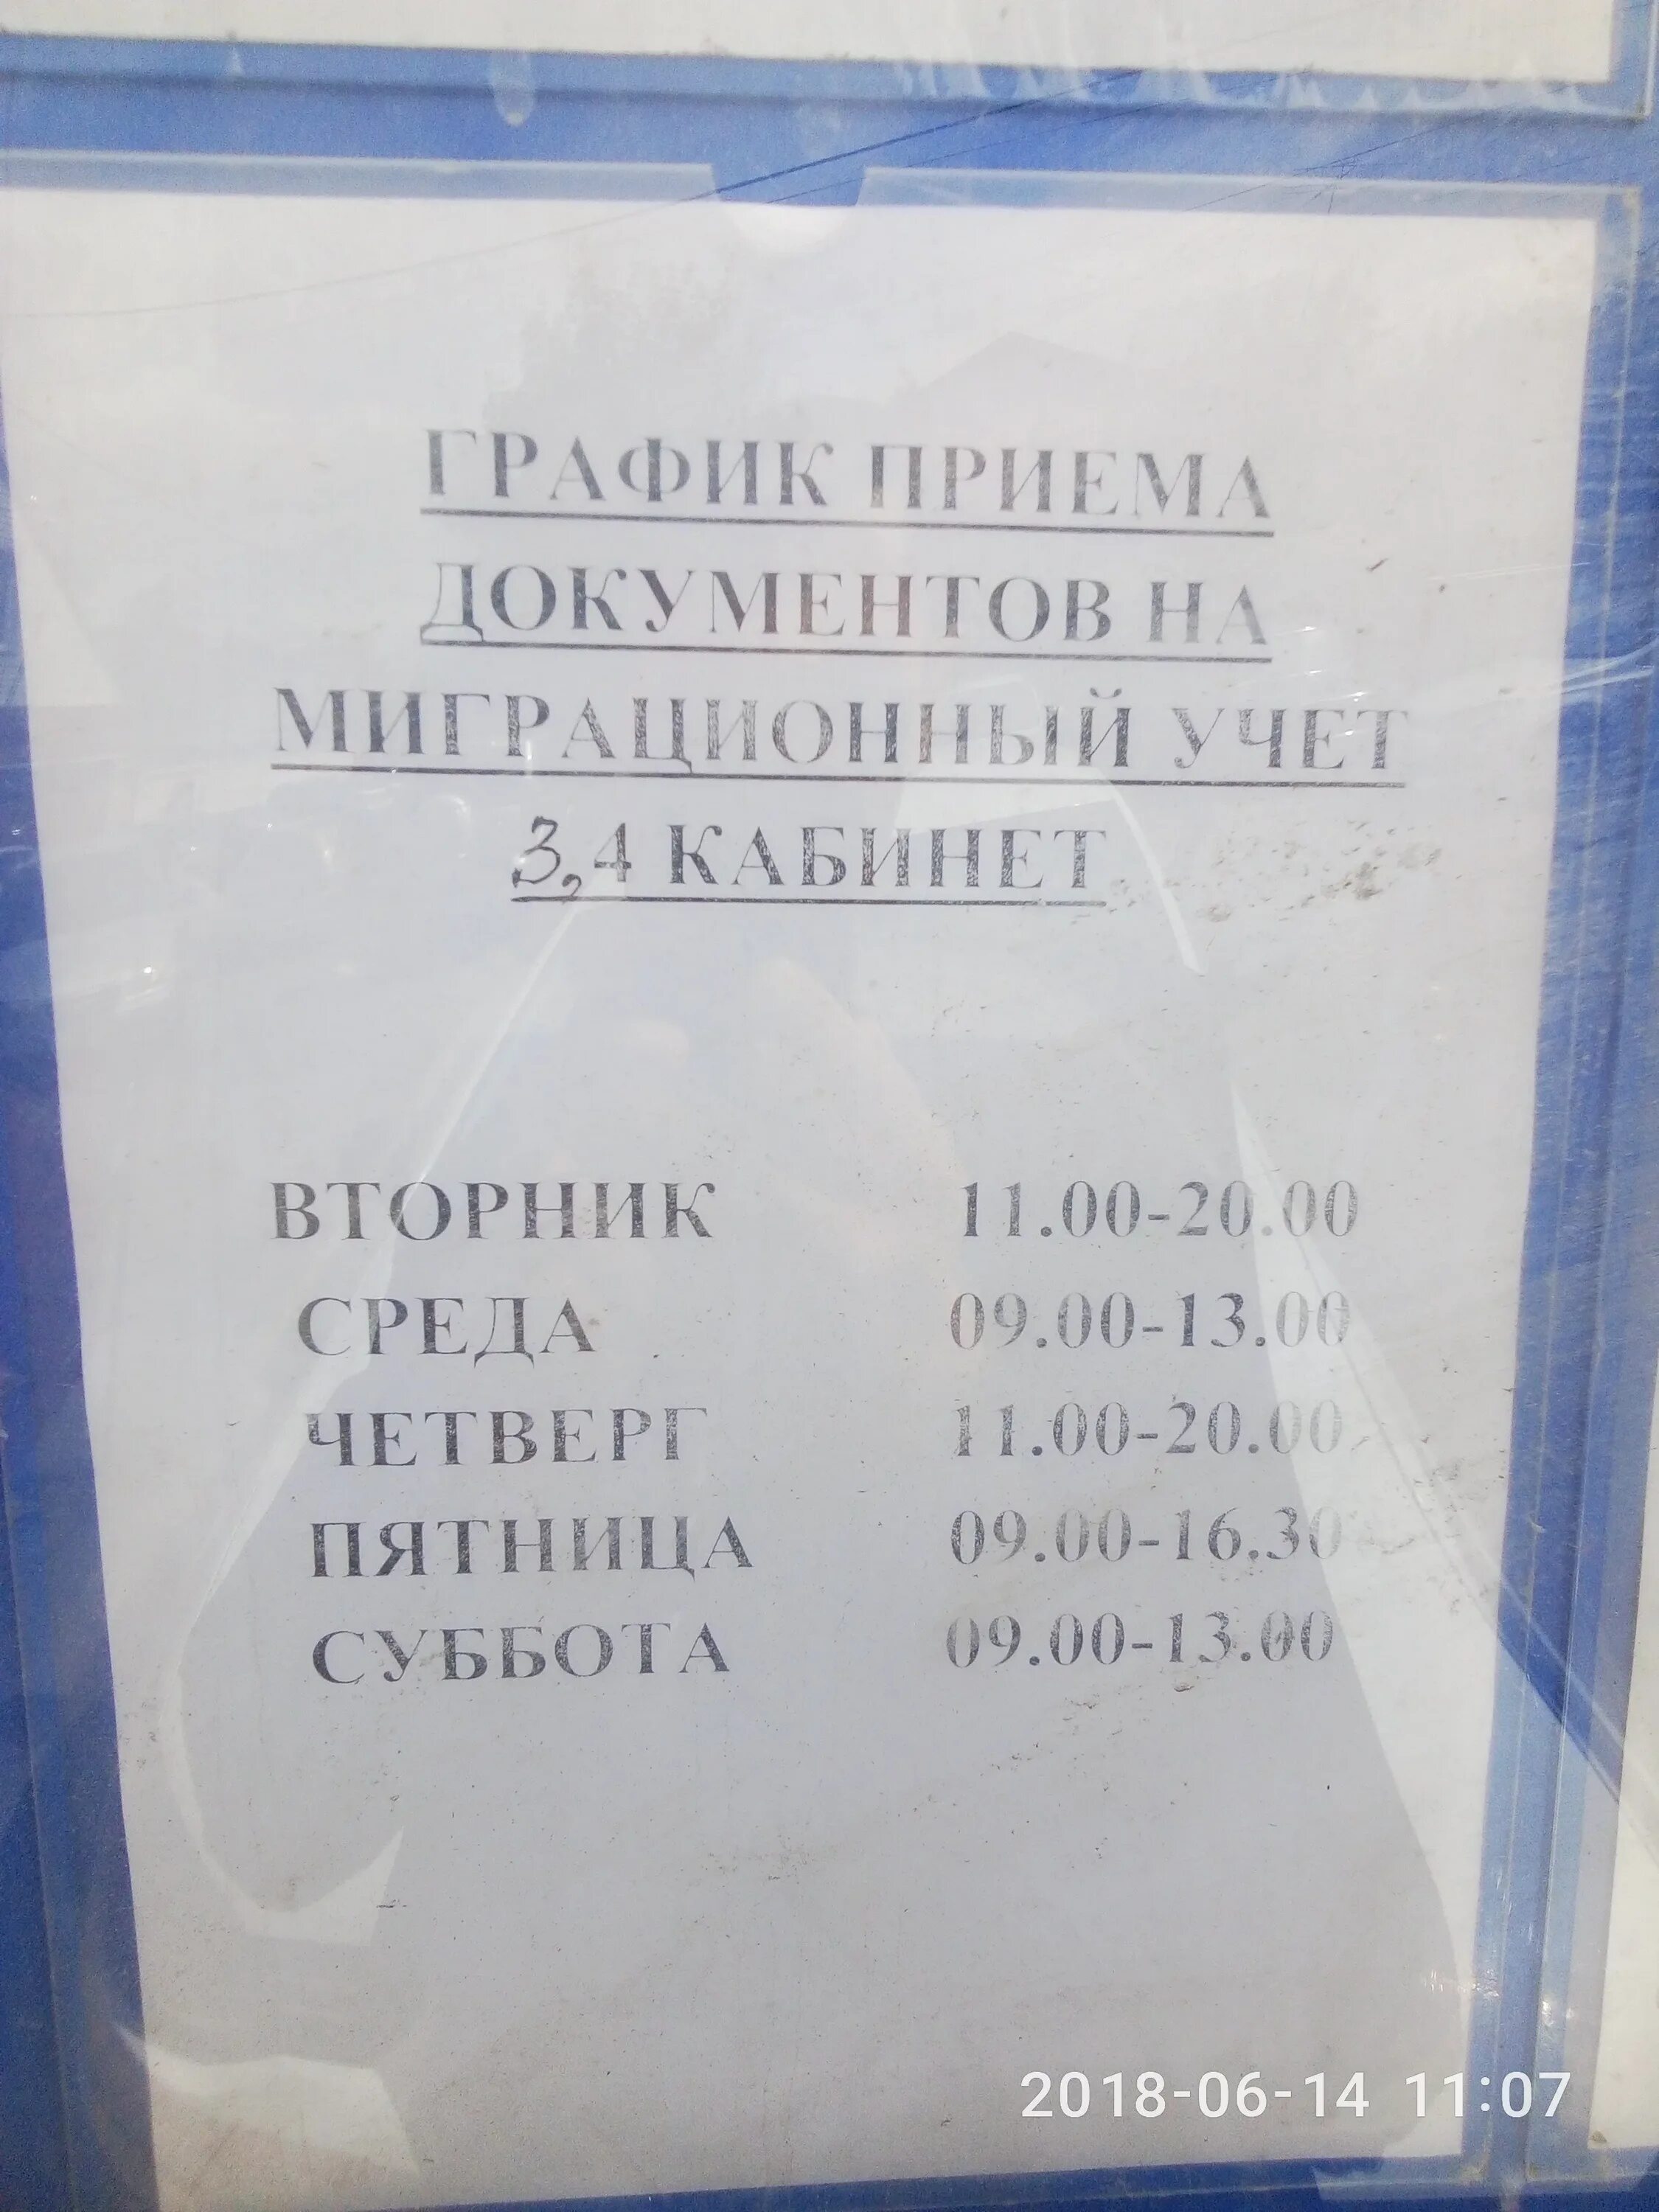 ГРАФИК ПРИЕМА
ДОКУМЕНТОВ НА
МИГРАЦИОННЫЙ УЧЕТ
3,4 КАБИНЕТ
ВТОРНИК 11.00-20.00
СРЕДА 09.00-13.00
ЧЕТВЕРГ 11.00-20.00
ПЯТНИЦА 09.00-16.30
СУББОТА 09.00-13.00
2018-06-14 11:07